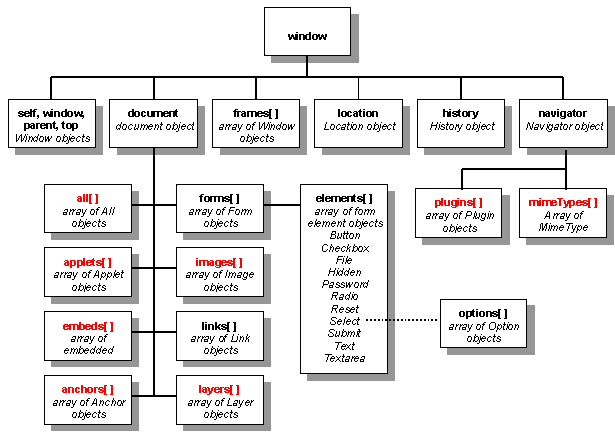 window
self, window,
parent, top
Window objects
document
document object
frames[ ]
array of Window
objects
location
Location object
history
History object
navigator
Navigator object
all[ ]
array of All
objects
forms[ ]
array of Form
objects
elements[ ]
array of form
element objects
Button
Checkbox
File
Hidden
Password
Radio
Reset
Select
Submit
Text
Textarea
plugins[ ]
array of Plugin
objects
mimeTypes[ ]
Array of
MimeType
applets[ ]
array of Applet
objects
images[ ]
array of Image
objects
embeds[ ]
array of
embedded
links[ ]
array of Link
objects
options[ ]
array of Option
objects
anchors[ ]
array of Anchor
objects
layers[ ]
array of Layer
objects